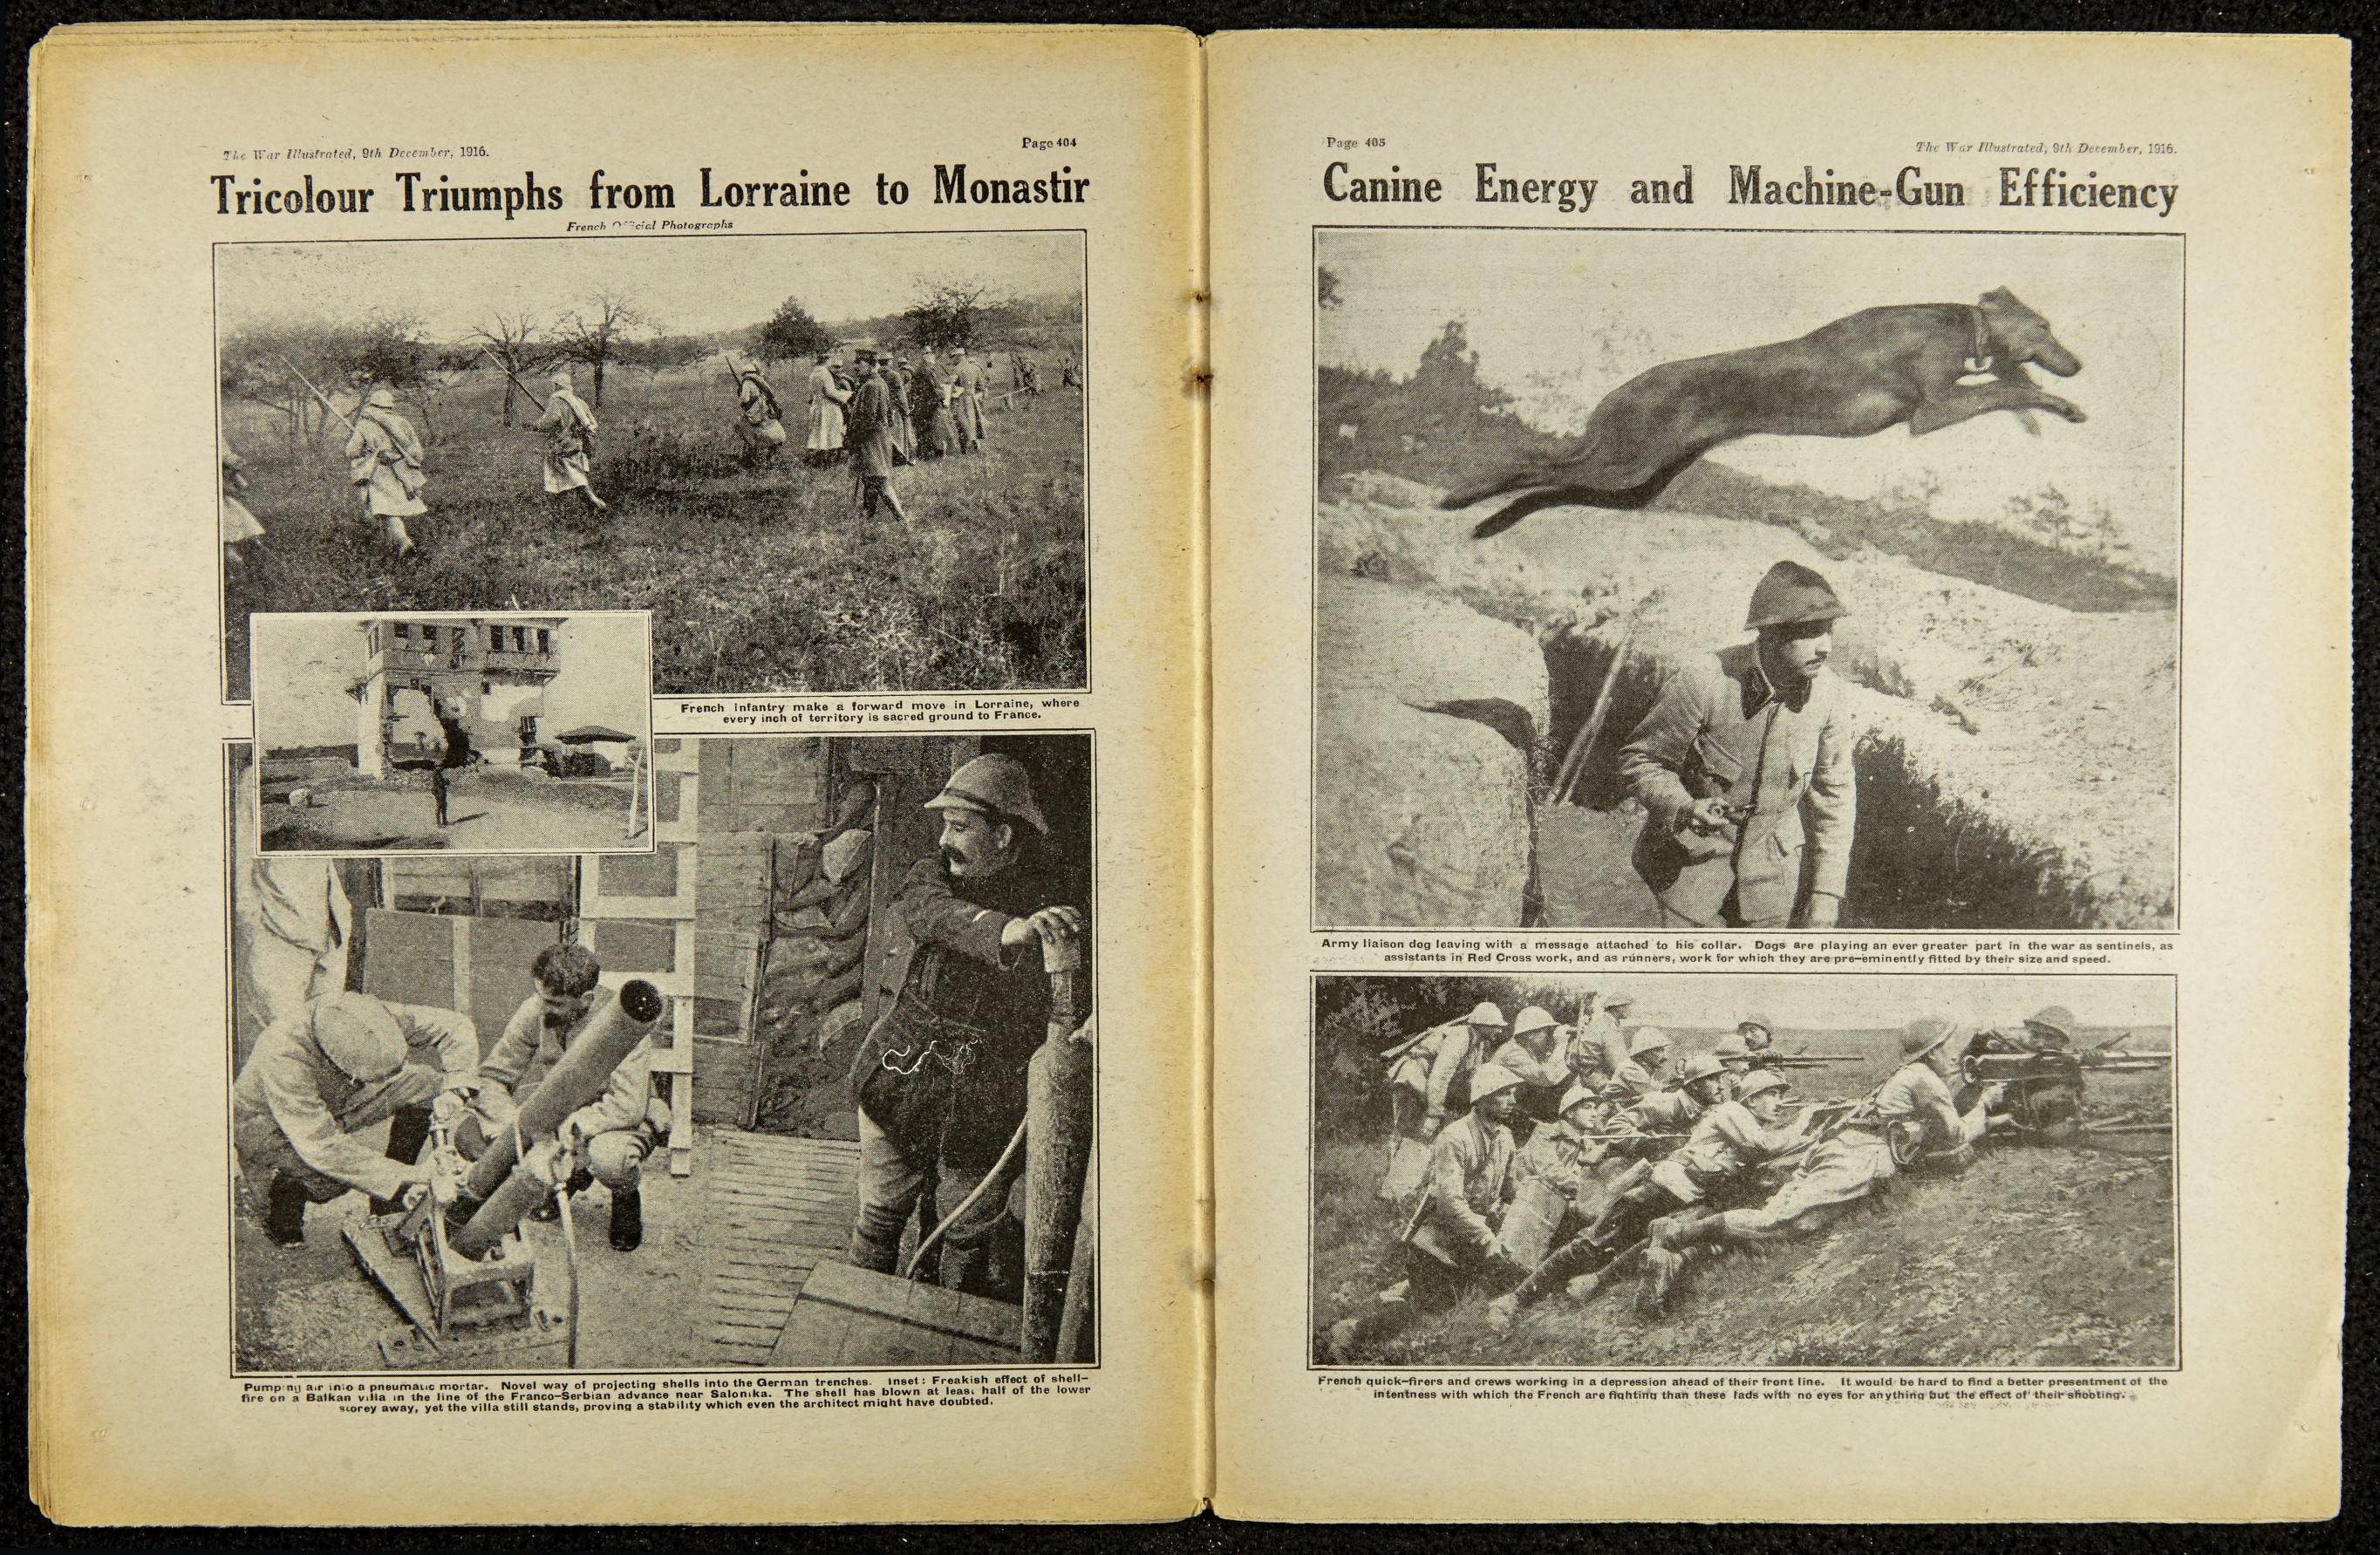 The War Illustrated, 9th December, 1916.
Page 404
Tricolour Triumphs from Lorraine to Monastir
French Official Photographs
French infantry make a forward move in Lorraine, where
every inch of territory is sacred ground to France.
Pumping air into a pneumatic mortar. Novel way of projecting shells into the German trenches. Inset: Freakish effect of shell-
fire on a Balkan villa in the line of the Franco-Serbian advance near Salonika. The shell has blown at least half of the lower
storey away, yet the villa still stands, proving a stability which even the architect might have doubted.
Page 405
The War Illustrated, 9th December, 1916.
Canine Energy and Machine-Gun Efficiency
Army liaison dog leaving with a message attached to his collar. Dogs are playing an ever greater part in the war as sentinels, as
assistants in Red Cross work, and as runners, work for which they are pre-eminently fitted by their size and speed.
French quick-firers and crews working in a depression ahead of their front line. It would be hard to find a better presentment of the
intentness with which the French are fighting than these lads with no eyes for anything but the effect of their shooting.